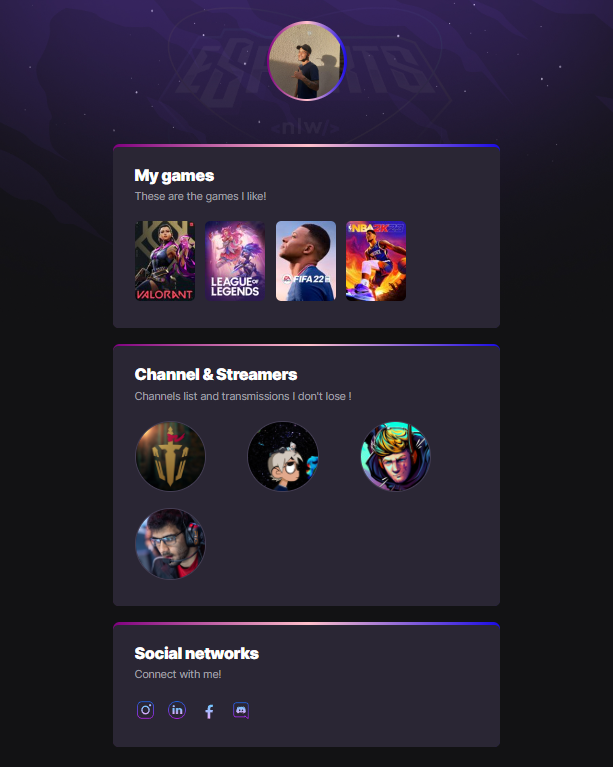 ESPORTS
<nlw/>
My games
These are the games I like!
VALORANT
LEAGUE OF
LEGENDS
FIFA 22
NBA 2K23
Channel & Streamers
Channels list and transmissions I don't lose !
Social networks
Connect with me!
in